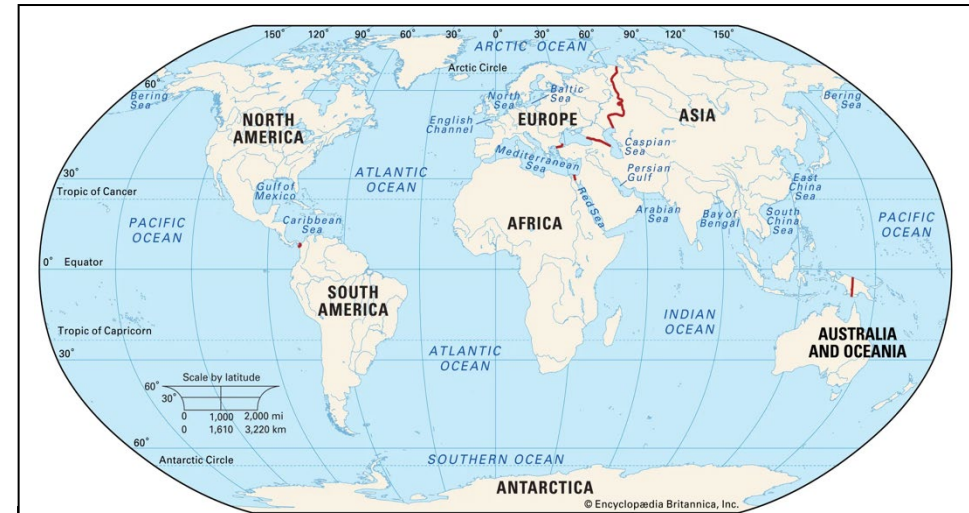 150° 120° 90° 60° 30° 0° 30° 60° 90° 120° 150°
ARCTIC OCEAN
Arctic Circle
60°
60°
Bering
Sea
North
Sea
Baltic
Sea
Bering
Sea
NORTH
AMERICA
English
Channel
EUROPE
ASIA
Caspian
Sea
Mediterranean
Sea
30°
30°
Tropic of Cancer
ATLANTIC
OCEAN
Persian
Gulf
East
China
Sea
Gulf of
Mexico
Red Sea
PACIFIC
OCEAN
Caribbean
Sea
AFRICA
Arabian
Sea
Bay of
Bengal
South
China
Sea
PACIFIC
OCEAN
0° Equator
0°
SOUTH
AMERICA
INDIAN
OCEAN
Tropic of Capricorn
AUSTRALIA
AND OCEANIA
30°
ATLANTIC
OCEAN
30°
Scale by latitude
60°
30°
0 1,000 2,000 mi
0 1,610 3,220 km
60°
60°
Antarctic Circle
SOUTHERN OCEAN
ANTARCTICA
© Encyclopædia Britannica, Inc.